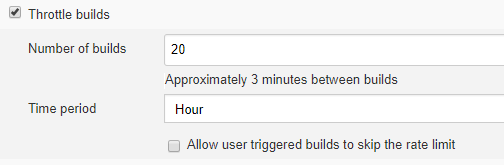 Throttle builds
Number of builds
20
Approximately 3 minutes between builds
Time period
Hour
Allow user triggered builds to skip the rate limit